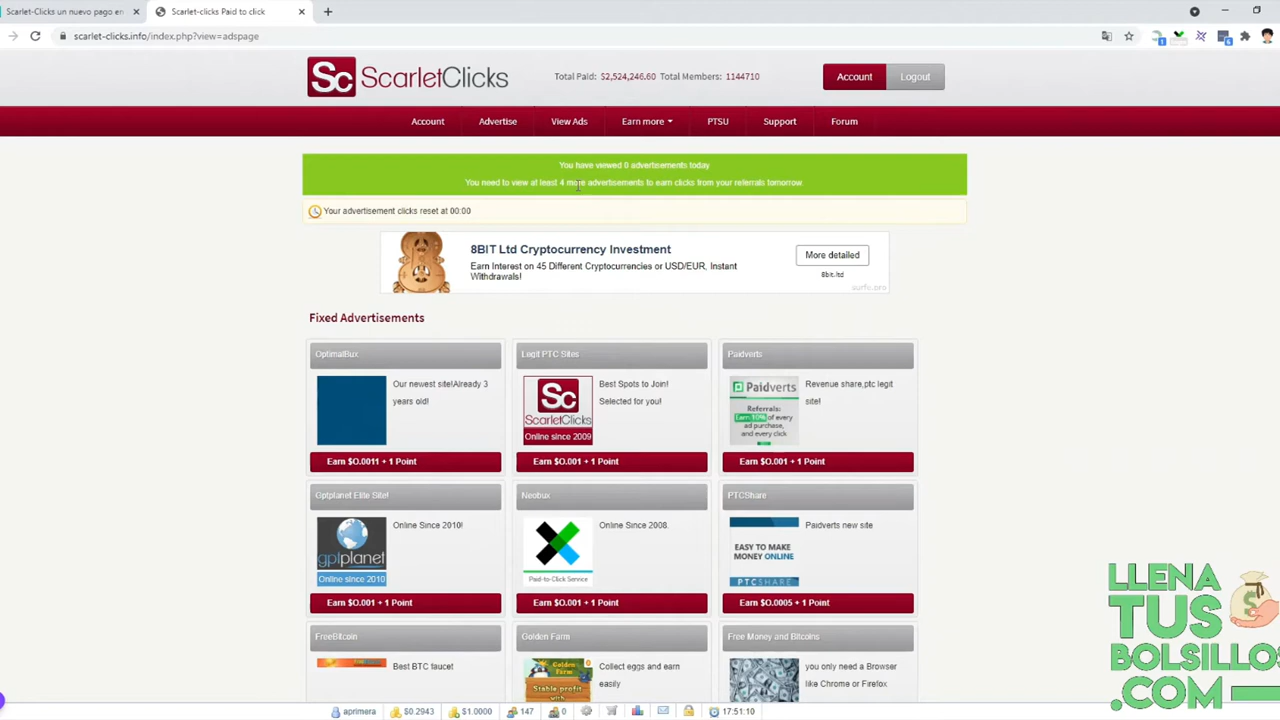 Scarlet-Clicks un nuevo pago en
Scarlet-clicks Paid to click
scarlet-clicks.info/index.php?view=adspage
Sc ScarletClicks
Total Paid: $2,524,246.60 Total Members: 1144710
Account
Logout
Account
Advertise
View Ads
Earn more
PTSU
Support
Forum
You have viewed 0 advertisements today
You need to view at least 4 more advertisements to earn clicks from your referrals tomorrow
Your advertisement clicks reset at 00:00
8BIT Ltd Cryptocurrency Investment
Earn Interest on 45 Different Cryptocurrencies or USD/EUR, Instant
Withdrawals!
More detailed
8bit.ltd
surfe.pro
Fixed Advertisements
OptimalBux
Our newest site!Already 3
years old!
Earn $O.0011 + 1 Point
Legit PTC Sites
Sc
ScarletClicks
Online since 2009
Best Spots to Join!
Selected for you!
Earn $O.001 + 1 Point
Paidverts
Paidverts
Referrals:
Earn 10% of every
ad purchase,
and every click
Revenue share,ptc legit
site!
Earn $O.001 + 1 Point
Gptplanet Elite Site!
gptplanet
Online since 2010
Online Since 2010!
Earn $O.001 + 1 Point
Neobux
Paid-to-Click Service
Online Since 2008.
Earn $O.001 + 1 Point
PTCShare
EASY TO MAKE
MONEY ONLINE
PTCSHARE
Paidverts new site
Earn $O.0005 + 1 Point
FreeBitcoin
Best BTC faucet
Golden Farm
Golden
Farm
Stable profit
with
Collect eggs and earn
easily
Free Money and Bitcoins
you only need a Browser
like Chrome or Firefox
LLENA
TUS
BOLSILLOS
.COM
aprimera
$0.2943
$1.0000
147
0
17:51:10